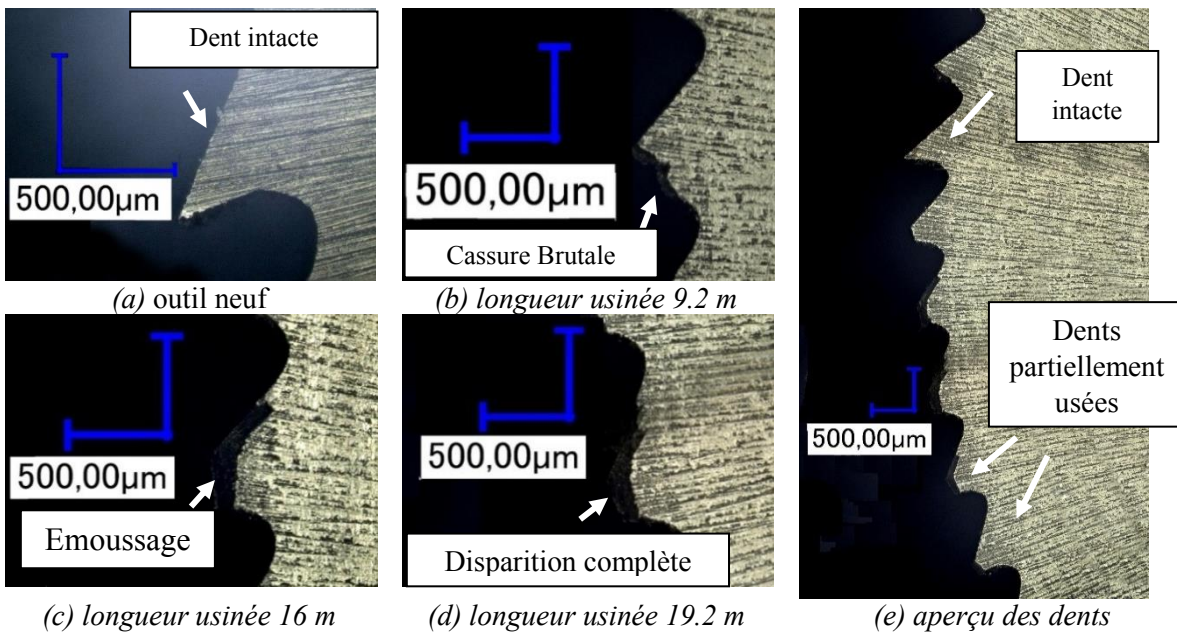 Dent intacte
500,00µm
(a) outil neuf
500,00µm
Cassure Brutale
(b) longueur usinée 9.2 m
500,00µm
Emoussage
(c) longueur usinée 16 m
500,00µm
Disparition complète
(d) longueur usinée 19.2 m
Dent
intacte
Dents
partiellement
usées
500,00µm
(e) aperçu des dents